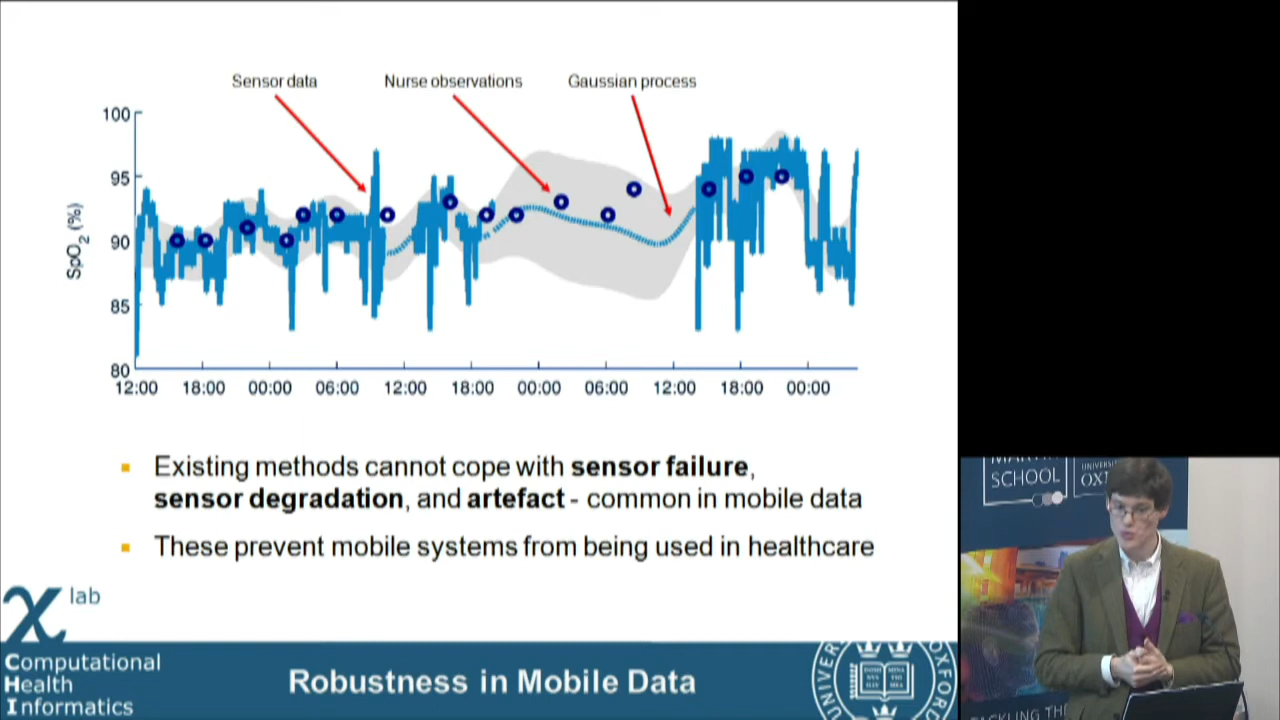 Sensor data
Nurse observations
Gaussian process
100
95
90
85
80
SpO2 (%)
12:00 18:00 00:00 06:00 12:00 18:00 00:00 06:00 12:00 18:00 00:00
Existing methods cannot cope with sensor failure,
sensor degradation, and artefact - common in mobile data
These prevent mobile systems from being used in healthcare
χ lab
Computational
Health
Informatics
Robustness in Mobile Data
OXFORD
SCHOOL
TACKLING THE